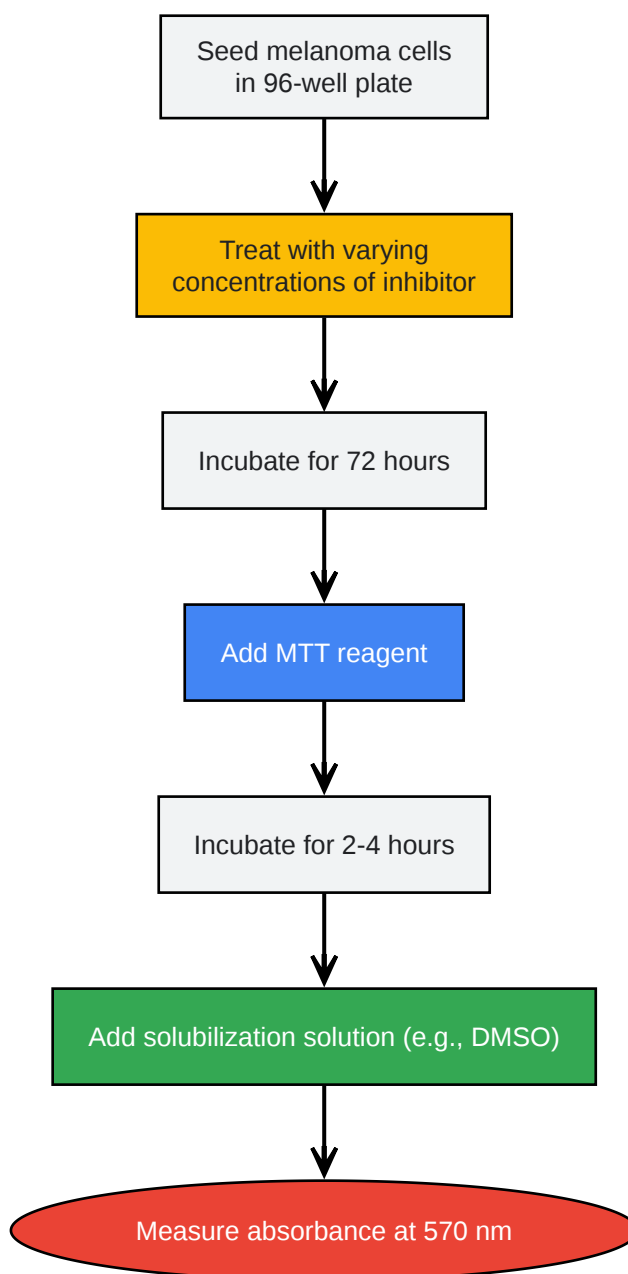 Seed melanoma cells
in 96-well plate
Treat with varying
concentrations of inhibitor
Incubate for 72 hours
Add MTT reagent
Incubate for 2-4 hours
Add solubilization solution (e.g., DMSO)
Measure absorbance at 570 nm